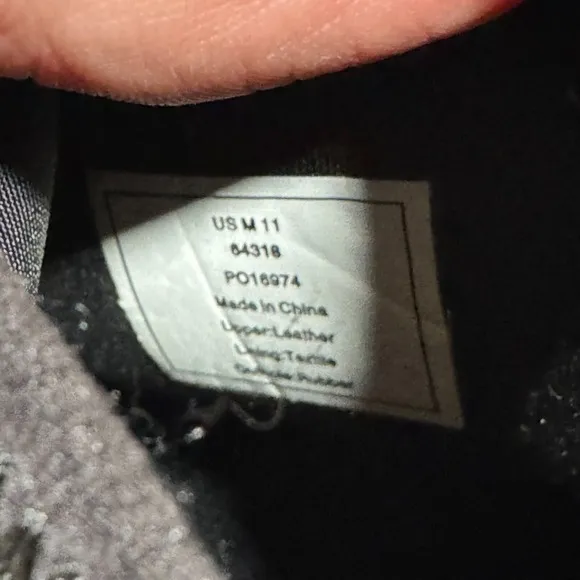 US M 11
64318
PO16974
Made in China
Upper:Leather
Lining:Textile
Outsole:Rubber